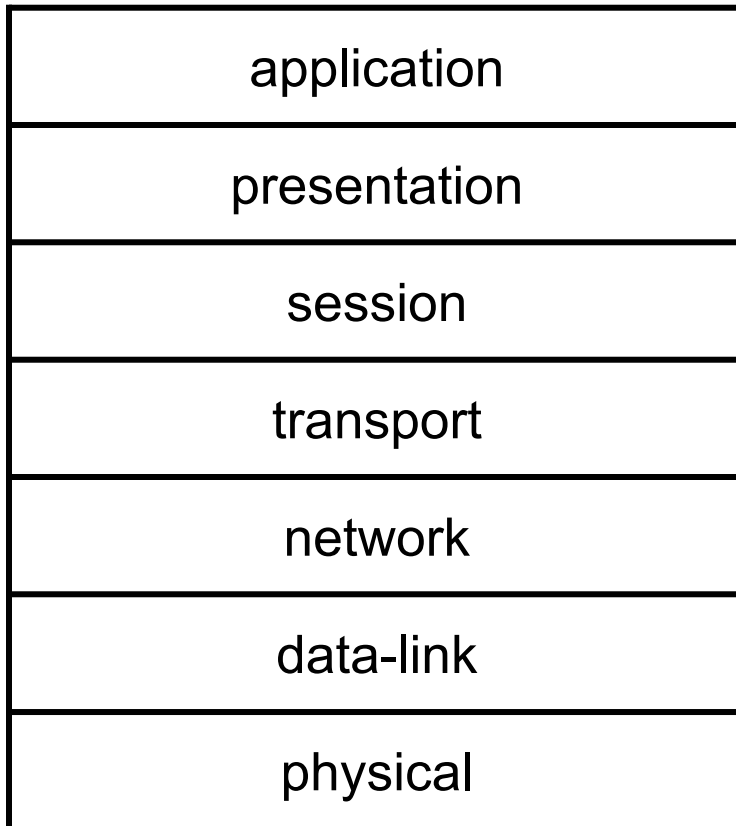 application
presentation
session
transport
network
data-link
physical